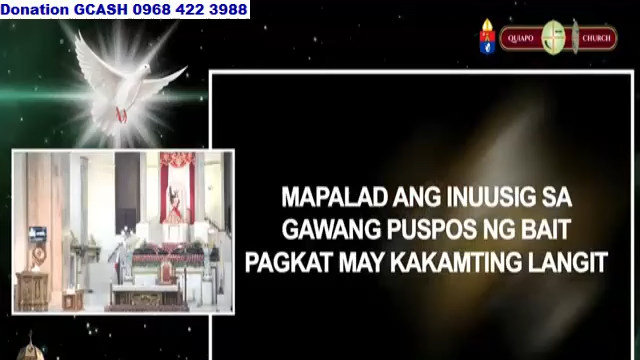 Donation GCASH 0968 422 3988
QUIAPO CHURCH
MAPALAD ANG INUUSIG SA
GAWANG PUSPOS NG BAIT
PAGKAT MAY KAKAMTING LANGIT